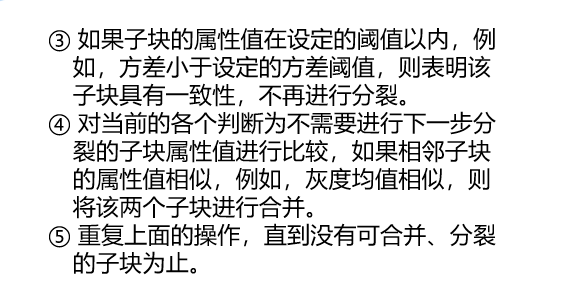 ③ 如果子块的属性值在设定的阈值以内，例
如，方差小于设定的方差阈值，则表明该
子块具有一致性，不再进行分裂。
④ 对当前的各个判断为不需要进行下一步分
裂的子块属性值进行比较，如果相邻子块
的属性值相似，例如，灰度均值相似，则
将该两个子块进行合并。
⑤ 重复上面的操作，直到没有可合并、分裂
的子块为止。